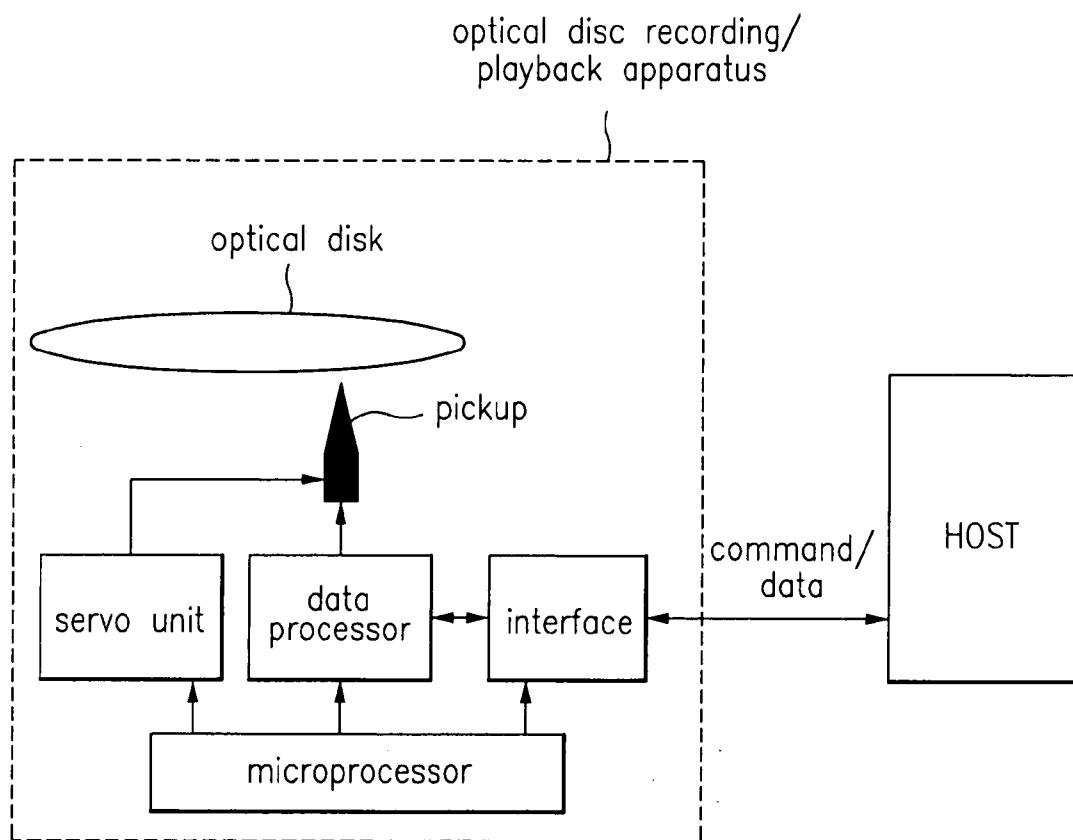 optical disc recording/
playback apparatus
optical disk
pickup
servo unit
data
processor
interface
command/
data
HOST
microprocessor